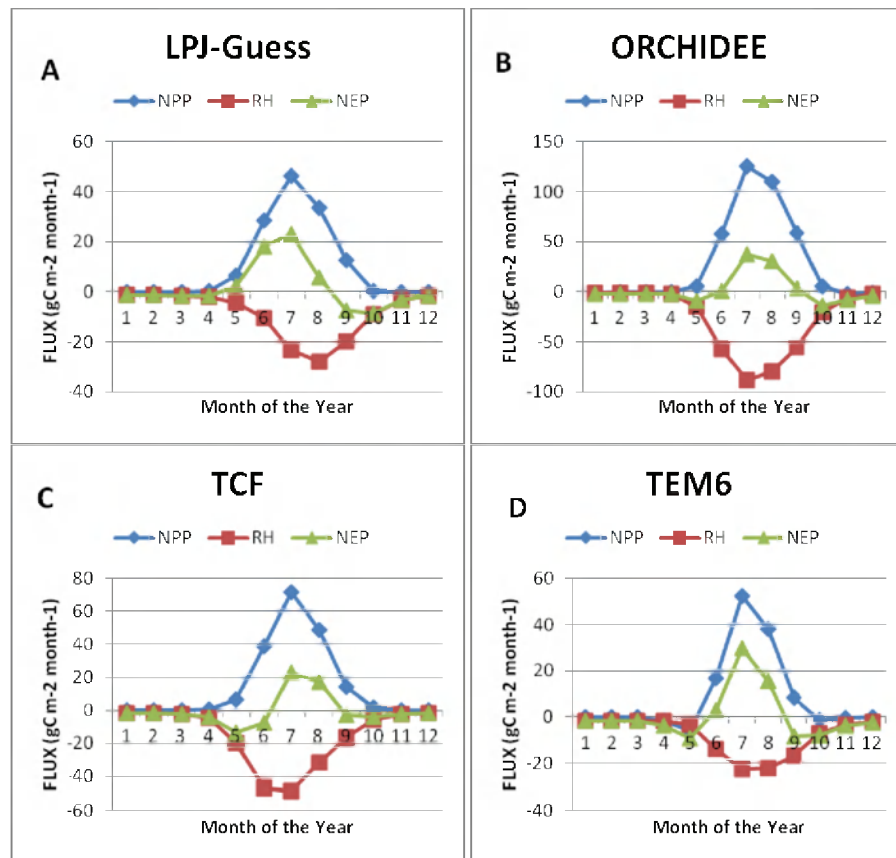 A
LPJ-Guess
NPP RH NEP
60
40
20
0
-20
-40
1 2 3 4 5 6 7 8 9 10 11 12
FLUX (gC m-2 month-1)
Month of the Year
B
ORCHIDEE
NPP RH NEP
150
100
50
0
-50
-100
1 2 3 4 5 6 7 8 9 10 11 12
FLUX (gC m-2 month-1)
Month of the Year
C
TCF
NPP RH NEP
80
60
40
20
0
-20
-40
-60
1 2 3 4 5 6 7 8 9 10 11 12
FLUX (gC m-2 month-1)
Month of the Year
D
TEM6
NPP RH NEP
60
40
20
0
-20
-40
1 2 3 4 5 6 7 8 9 10 11 12
FLUX (gC m-2 month-1)
Month of the Year